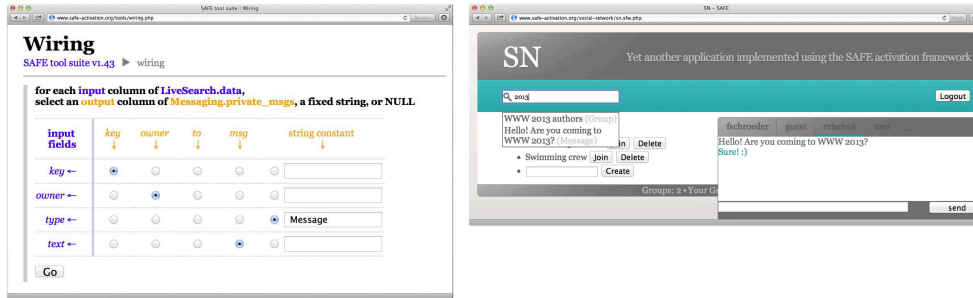 SAFE tool suite | Wiring
www.safe-activation.org/tools/wiring.php
Reader
Wiring
SAFE tool suite v1.43 ▶ wiring
for each input column of LiveSearch.data,
select an output column of Messaging.private_msgs, a fixed string, or NULL
input fields key owner to msg string constant
key ←
owner ←
type ← Message
text ←
Go
SN - SAFE
www.safe-activation.org/social-network/sn.sfw.php
SN
Yet another application implemented using the SAFE activation framework
2013
Logout
WWW 2013 authors (Group)
Hello! Are you coming to
WWW 2013? (Message)
in Delete
• Swimming crew Join Delete
• Create
Groups: 2 • Your Gr
fschroeder guest reischuk user
Hello! Are you coming to WWW 2013?
Sure! :)
send